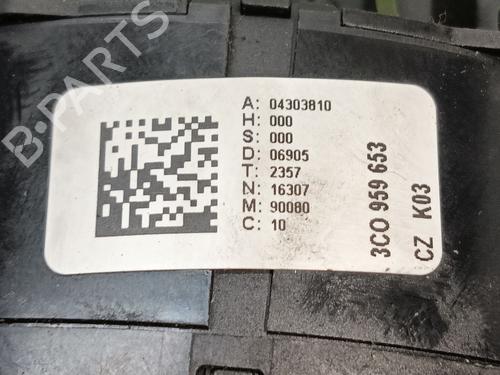 A: 04303810
H: 000
S: 000
D: 06905
T: 2357
N: 16307
M: 90080
C: 10
3C0 959 653
CZ K03
B-PARTS